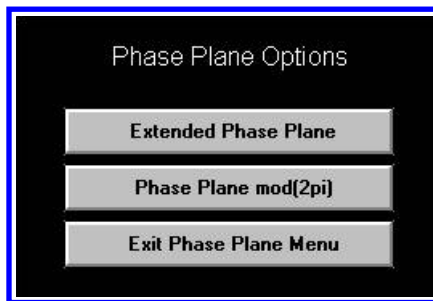 Phase Plane Options
Extended Phase Plane
Phase Plane mod(2pi)
Exit Phase Plane Menu